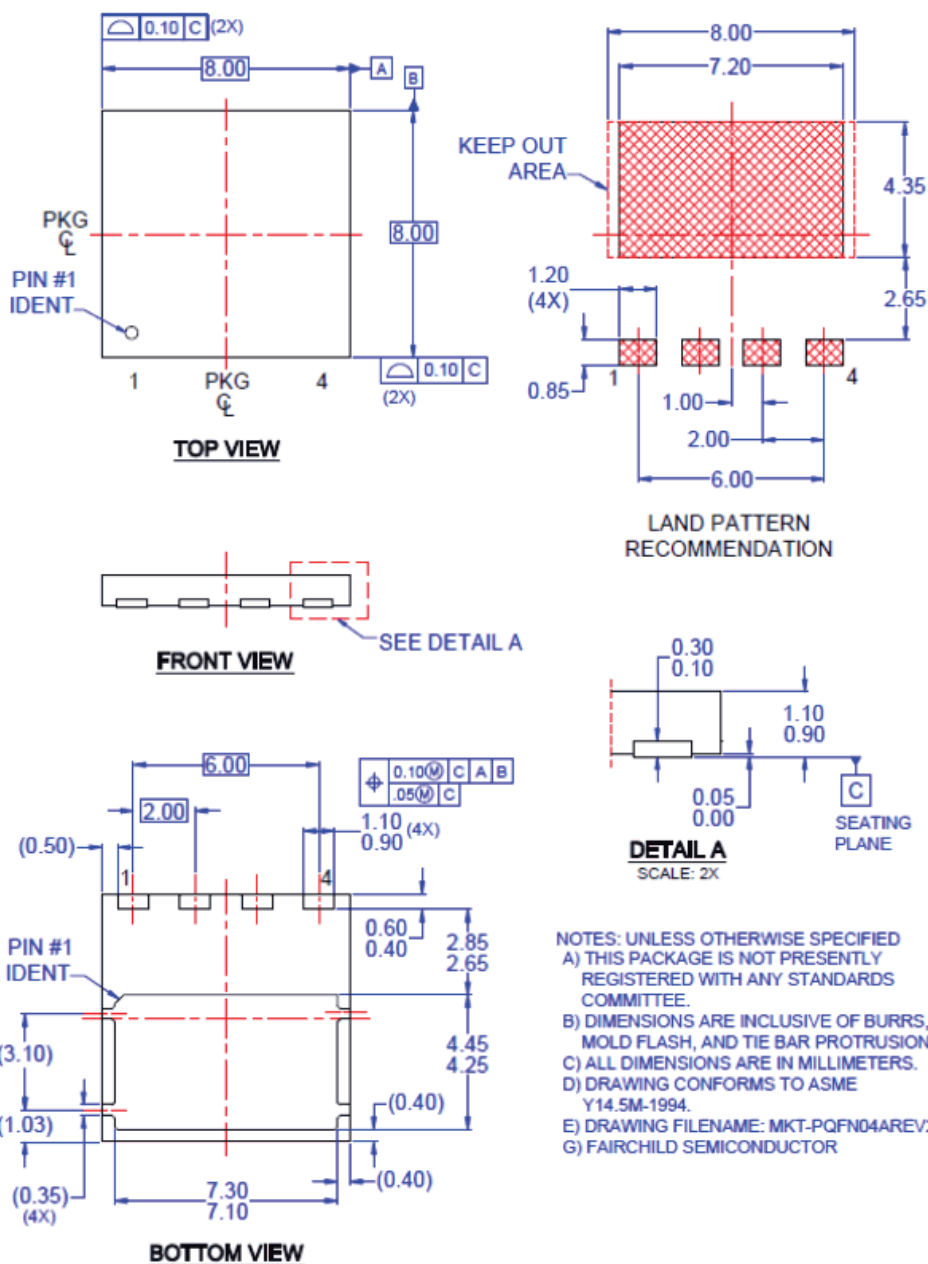 0.10 C (2X)
8.00
A
B
PKG
CL
8.00
PIN #1
IDENT
1
PKG
CL
4
0.10 C
(2X)
TOP VIEW
8.00
7.20
KEEP OUT
AREA
4.35
1.20
(4X)
2.65
0.85
1
4
1.00
2.00
6.00
LAND PATTERN
RECOMMENDATION
SEE DETAIL A
FRONT VIEW
0.30
0.10
1.10
0.90
0.05
0.00
C
SEATING
PLANE
DETAIL A
SCALE: 2X
6.00
0.10Ⓜ C A B
.05Ⓜ C
2.00
1.10
0.90 (4X)
(0.50)
1
4
0.60
0.40
2.85
2.65
PIN #1
IDENT
(3.10)
4.45
4.25
(1.03)
(0.40)
(0.35)
(4X)
7.30
7.10
(0.40)
BOTTOM VIEW
NOTES: UNLESS OTHERWISE SPECIFIED
A) THIS PACKAGE IS NOT PRESENTLY
REGISTERED WITH ANY STANDARDS
COMMITTEE.
B) DIMENSIONS ARE INCLUSIVE OF BURRS,
MOLD FLASH, AND TIE BAR PROTRUSION
C) ALL DIMENSIONS ARE IN MILLIMETERS.
D) DRAWING CONFORMS TO ASME
Y14.5M-1994.
E) DRAWING FILENAME: MKT-PQFN04AREV
G) FAIRCHILD SEMICONDUCTOR